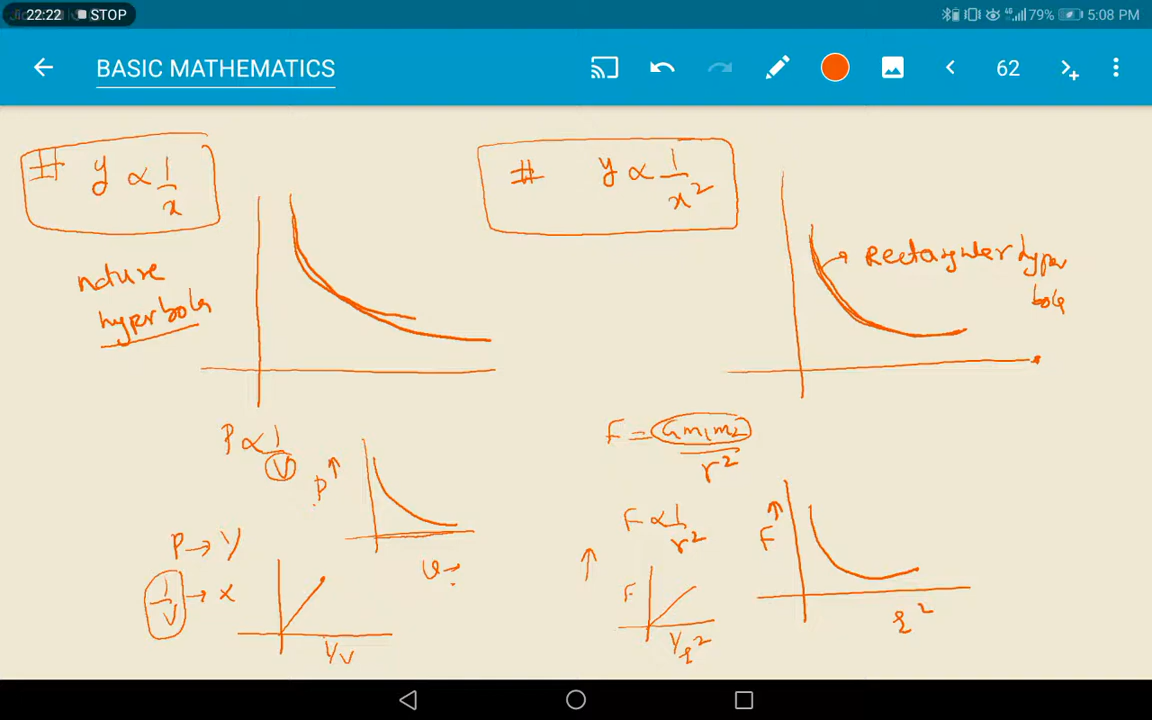 22:22 STOP
79% 5:08 PM
BASIC MATHEMATICS
62
# y ∝ 1/x
nature
hyperbola
# y ∝ 1/x²
Rectangular hyper
bola
P ∝ 1/V
P↑
V→
P → Y
1/V → X
1/V
F = Gm₁m₂/r²
F ∝ 1/r²
↑
F
1/r²
↑
F
r²